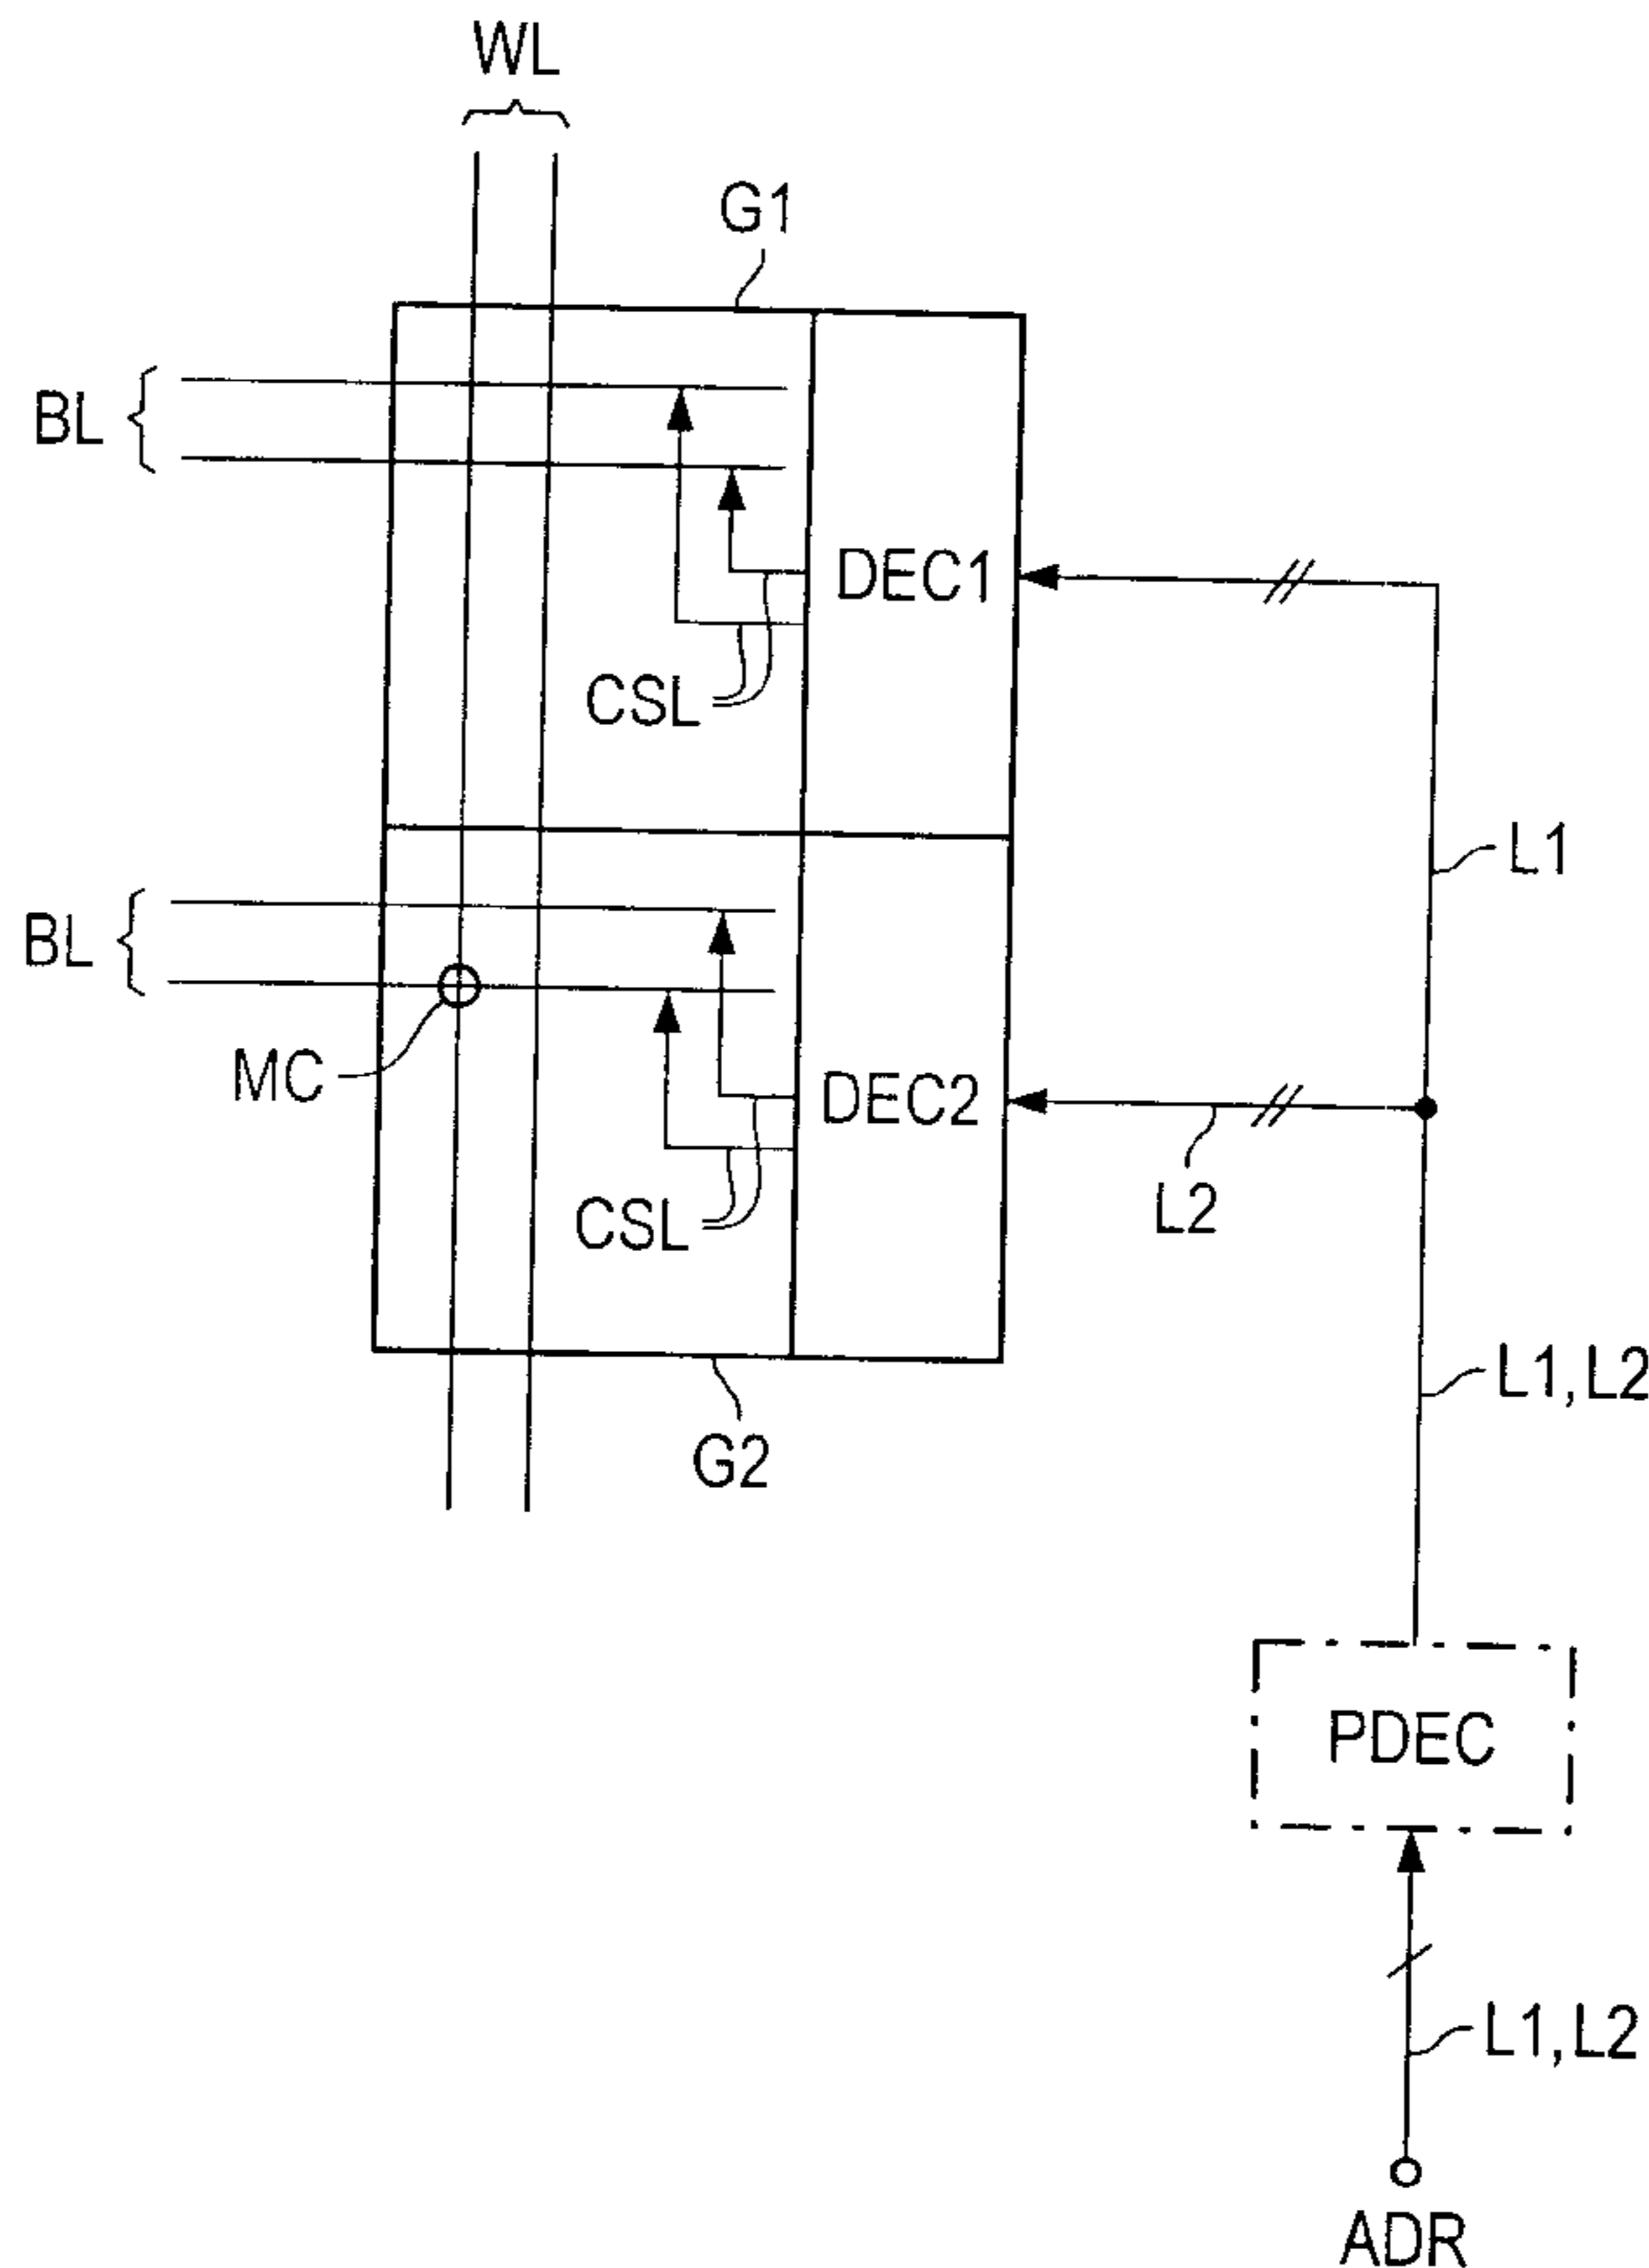 WL
G1
BL
DEC1
CSL
L1
BL
MC
DEC2
L2
CSL
L1,L2
G2
PDEC
L1,L2
ADR